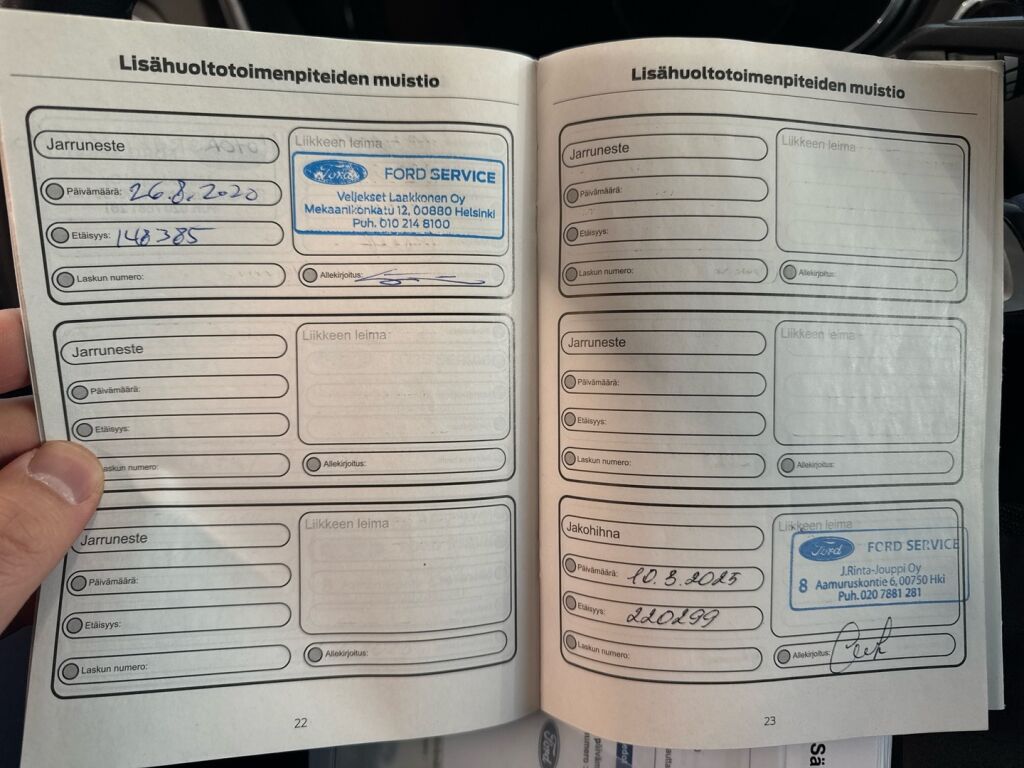 Lisähuoltotoimenpiteiden muistio
Jarruneste
Liikkeen leima
Ford FORD SERVICE
Veljekset Laakkonen Oy
Mekaanikonkatu 12, 00880 Helsinki
Puh. 010 214 8100
Päivämäärä: 26.8.2020
Etäisyys: 148385
Laskun numero:
Allekirjoitus:
Jarruneste
Liikkeen leima
Päivämäärä:
Etäisyys:
Laskun numero:
Allekirjoitus:
Jarruneste
Liikkeen leima
Päivämäärä:
Etäisyys:
Laskun numero:
Allekirjoitus:
22
Lisähuoltotoimenpiteiden muistio
Jarruneste
Liikkeen leima
Päivämäärä:
Etäisyys:
Laskun numero:
Allekirjoitus:
Jarruneste
Liikkeen leima
Päivämäärä:
Etäisyys:
Laskun numero:
Allekirjoitus:
Jakohihna
Liikkeen leima
Ford FORD SERVICE
J.Rinta-Jouppi Oy
8 Aamuruskontie 6, 00750 Hki
Puh. 020 7881 281
Päivämäärä: 10.3.2025
Etäisyys: 220299
Laskun numero:
Allekirjoitus:
23
Ford